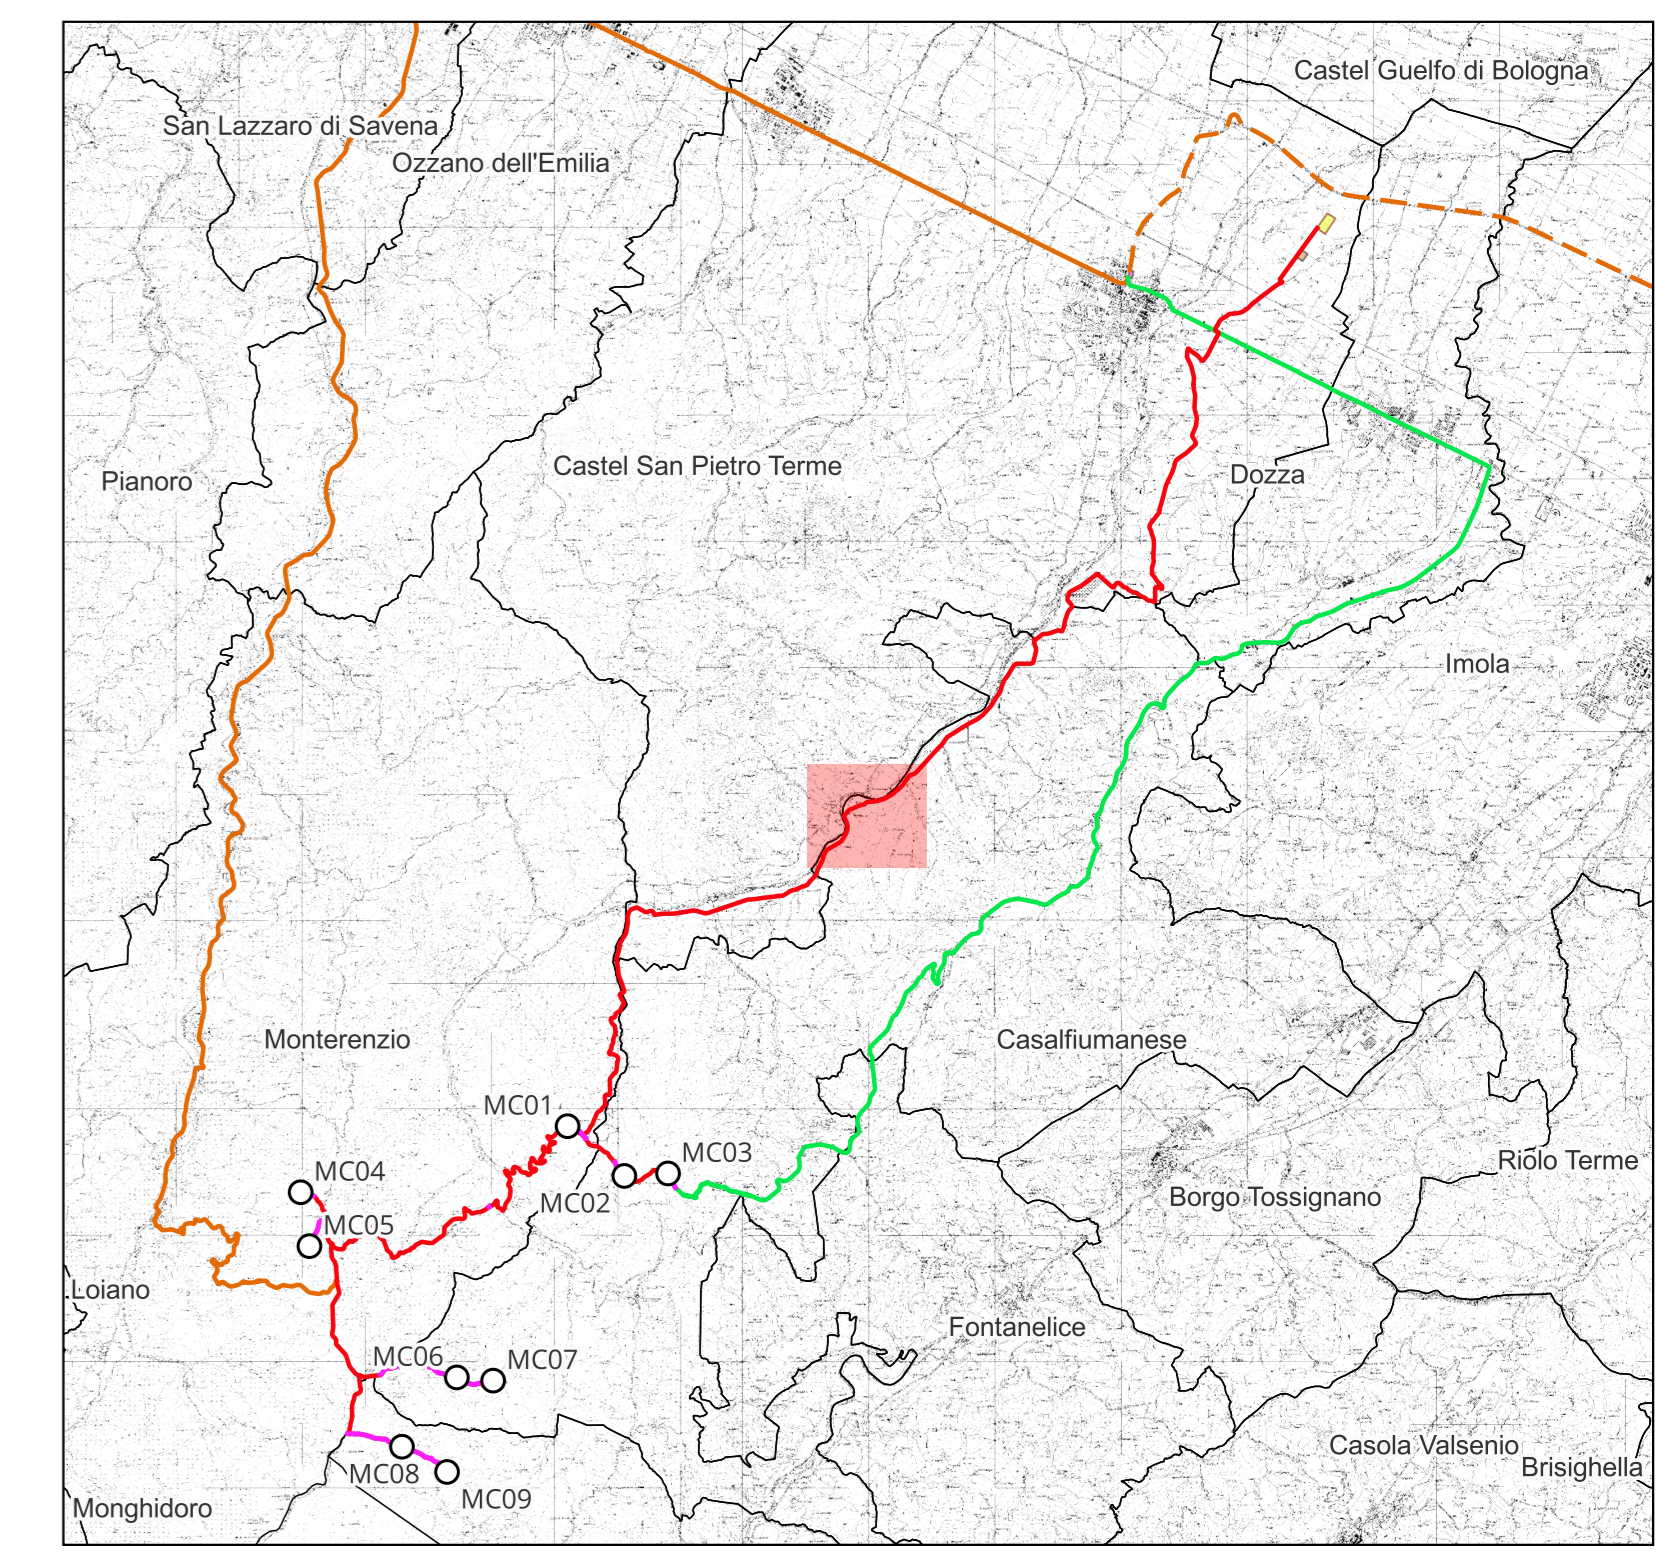 Castel Guelfo di Bologna
San Lazzaro di Savena
Ozzano dell'Emilia
Castel San Pietro Terme
Pianoro
Dozza
Imola
Monterenzio
Casalfiumanese
MC01
MC03
MC04
MC02
MC05
Riolo Terme
Borgo Tossignano
Loiano
Fontanelice
MC06
MC07
Casola Valsenio
Brisighella
MC08
MC09
Monghidoro